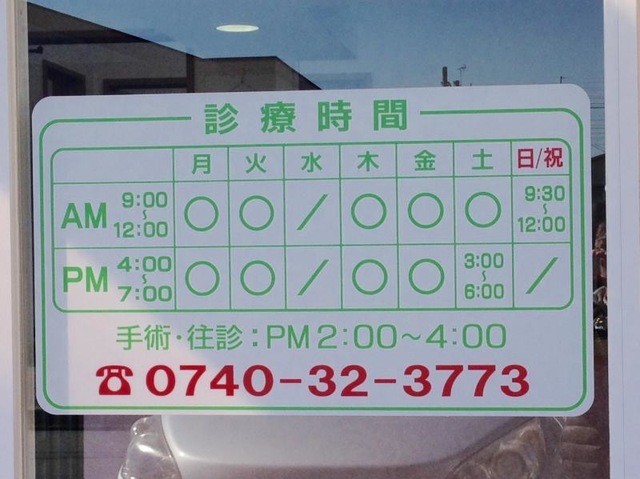 診療時間
月 火 水 木 金 土 日/祝
AM 9:00~12:00 ○ ○ / ○ ○ ○ 9:30~12:00
PM 4:00~7:00 ○ ○ / ○ ○ 3:00~6:00 /
手術・往診:PM2:00~4:00
☎0740-32-3773